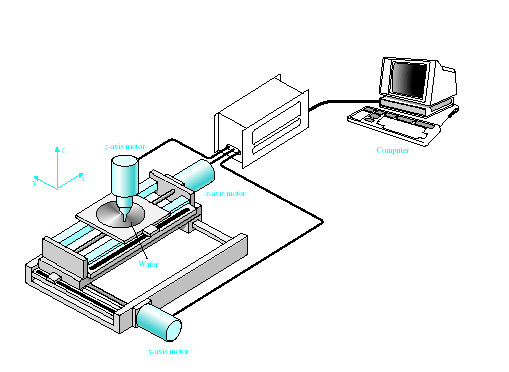 z-axis motor
z
y
x
Computer
x-axis motor
Wafer
y-axis motor